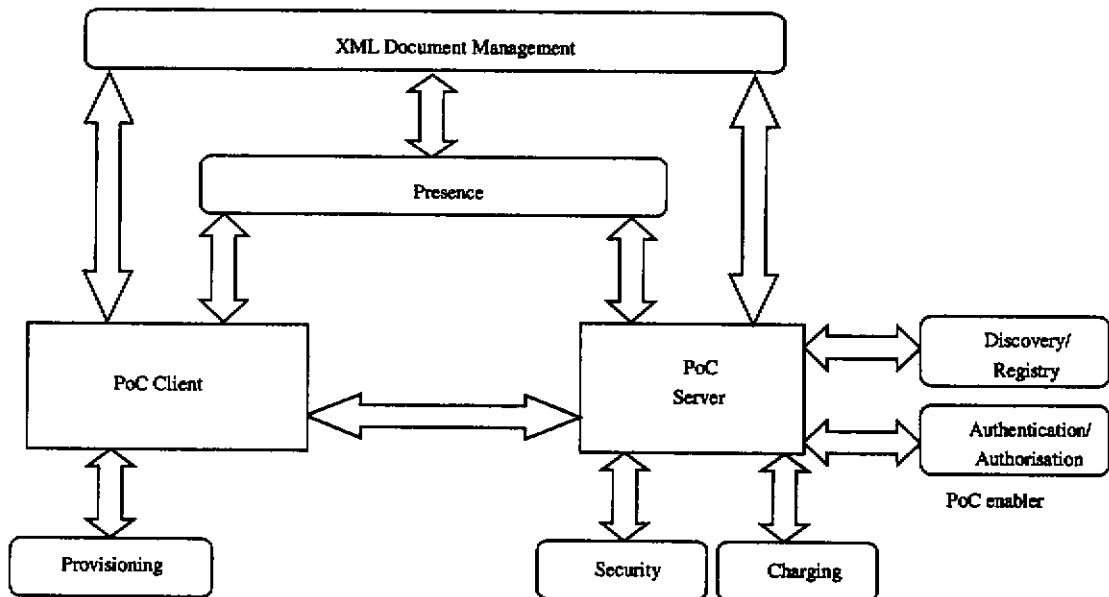 XML Document Management
Presence
PoC Client
PoC
Server
Discovery/
Registry
Authentication/
Authorisation
PoC enabler
Provisioning
Security
Charging